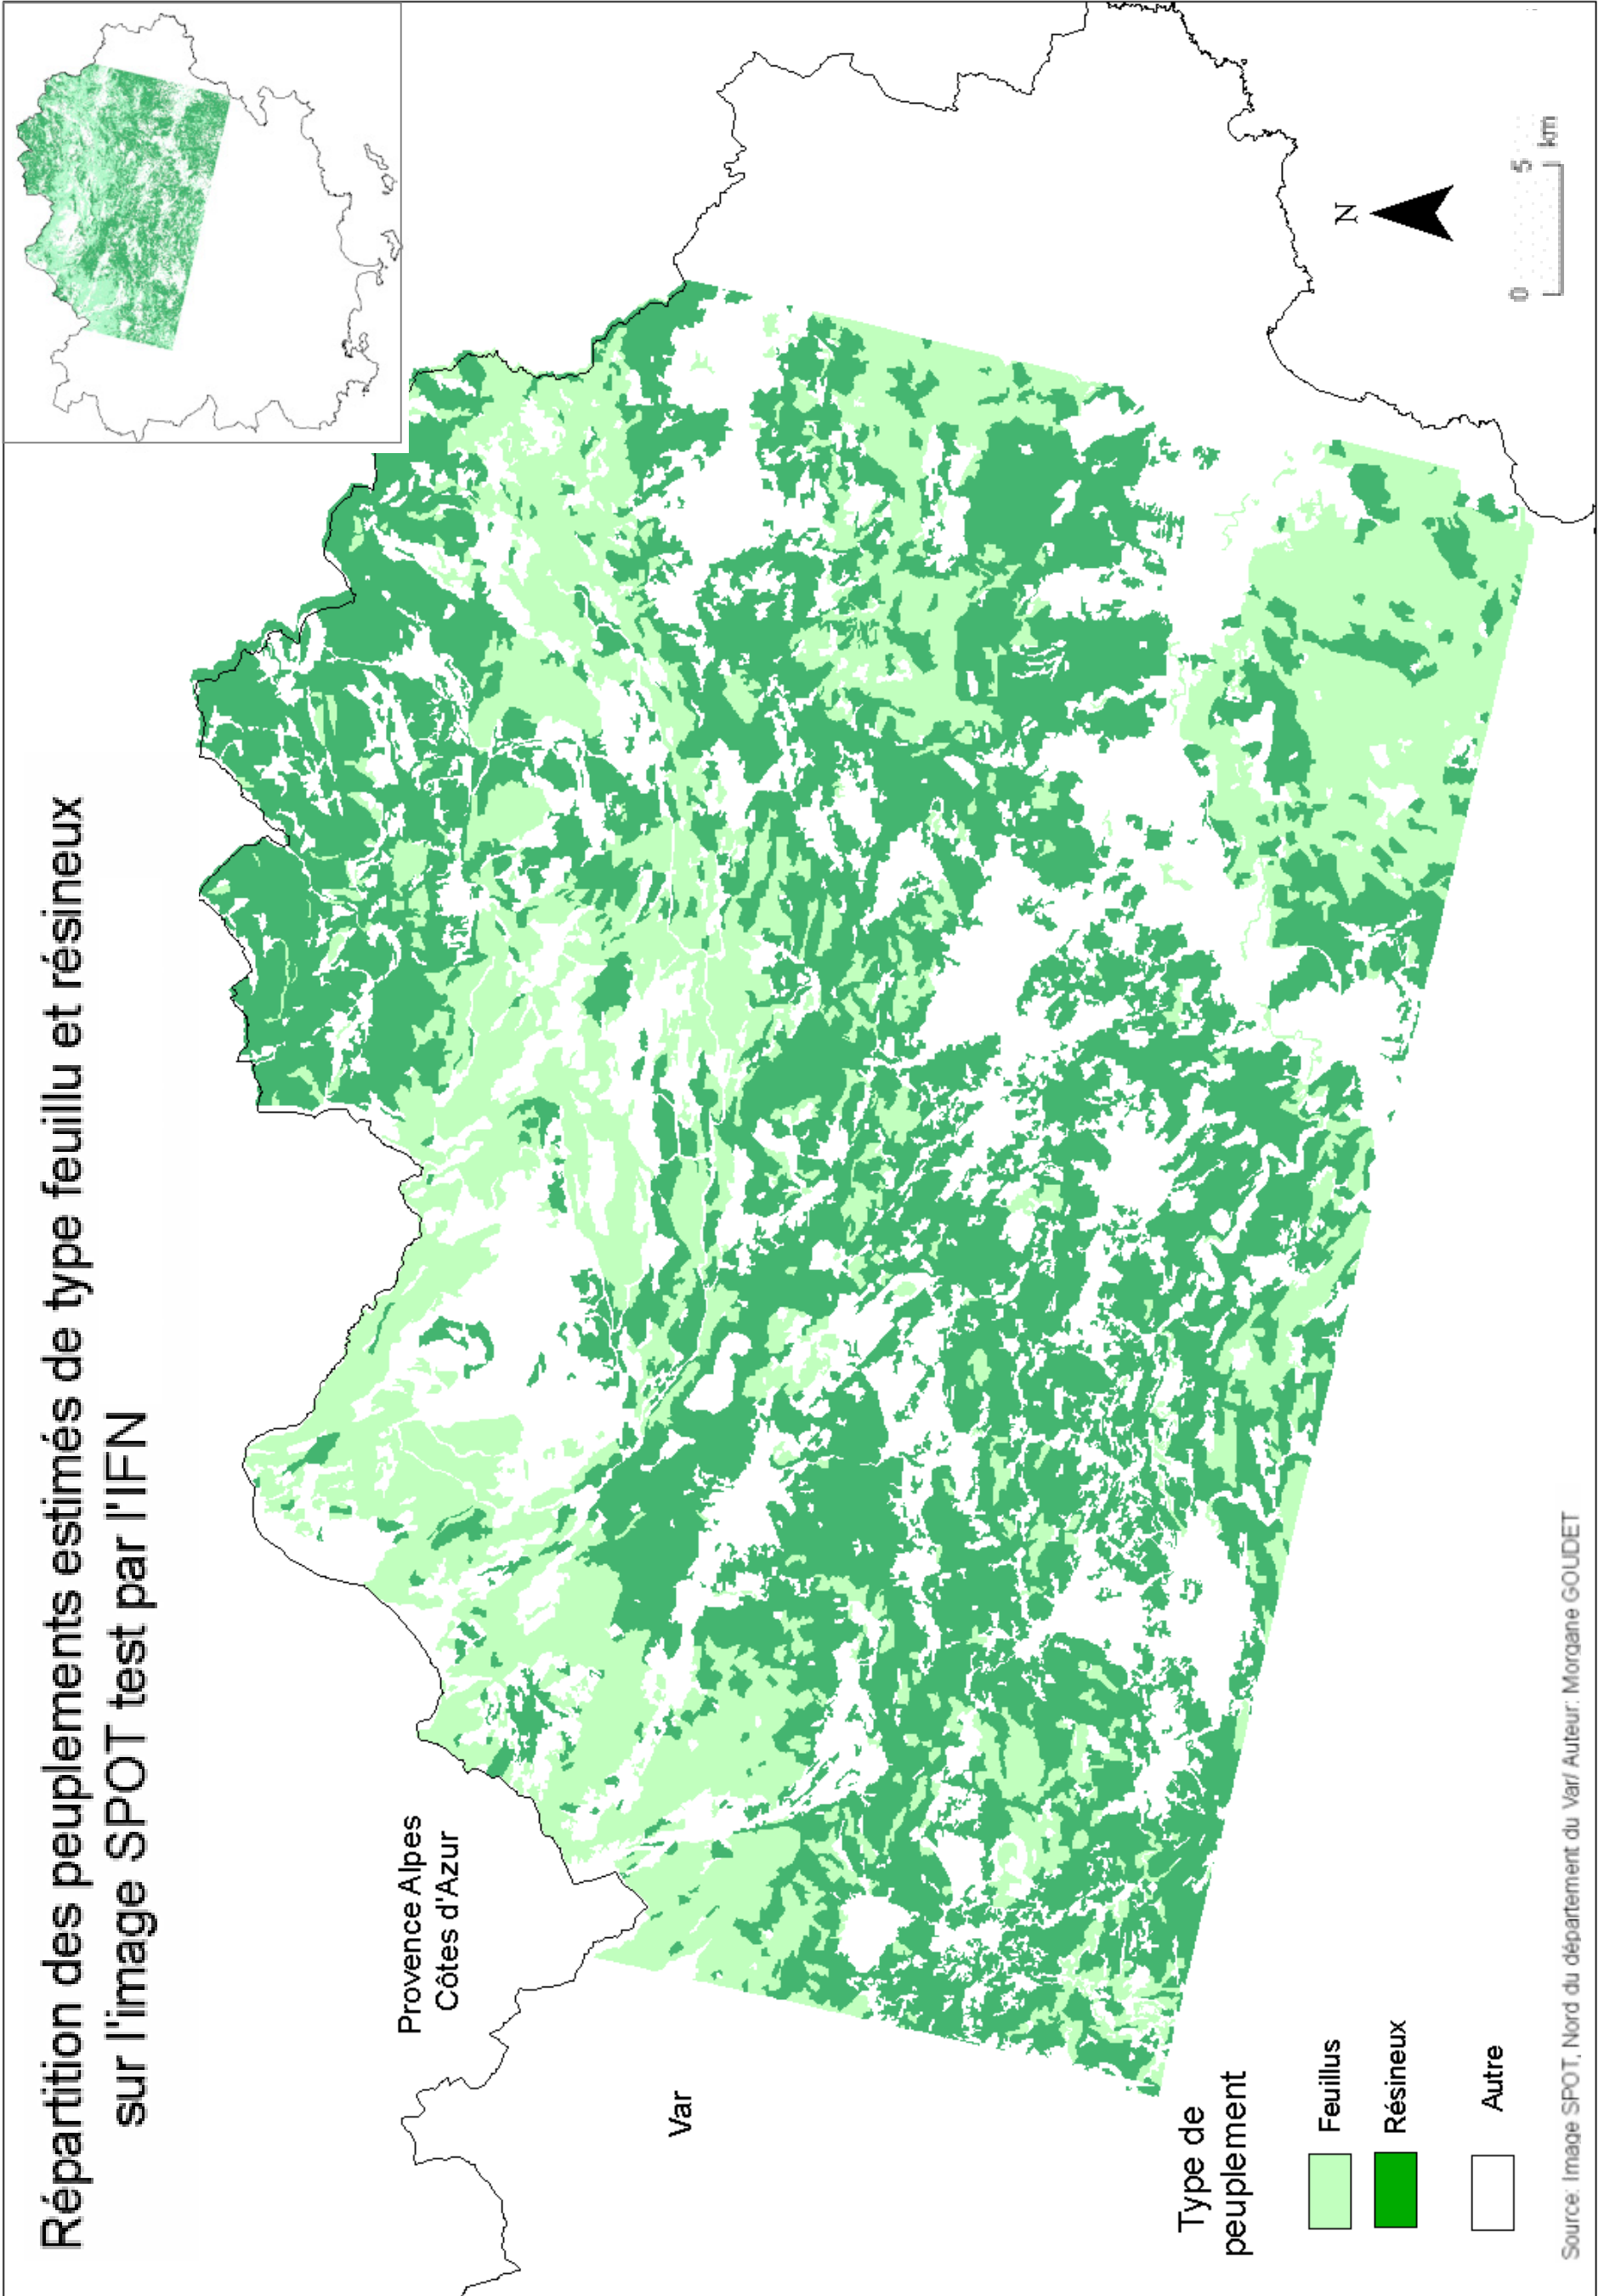 Répartition des peuplements estimés de type feuillu et résineux
sur l'image SPOT test par l'IFN
Provence Alpes
Côtes d'Azur
Var
Type de
peuplement
Feuillus
Résineux
Autre
N
0 5
km
Source: Image SPOT, Nord du département du Var/ Auteur: Morgane GOUDET